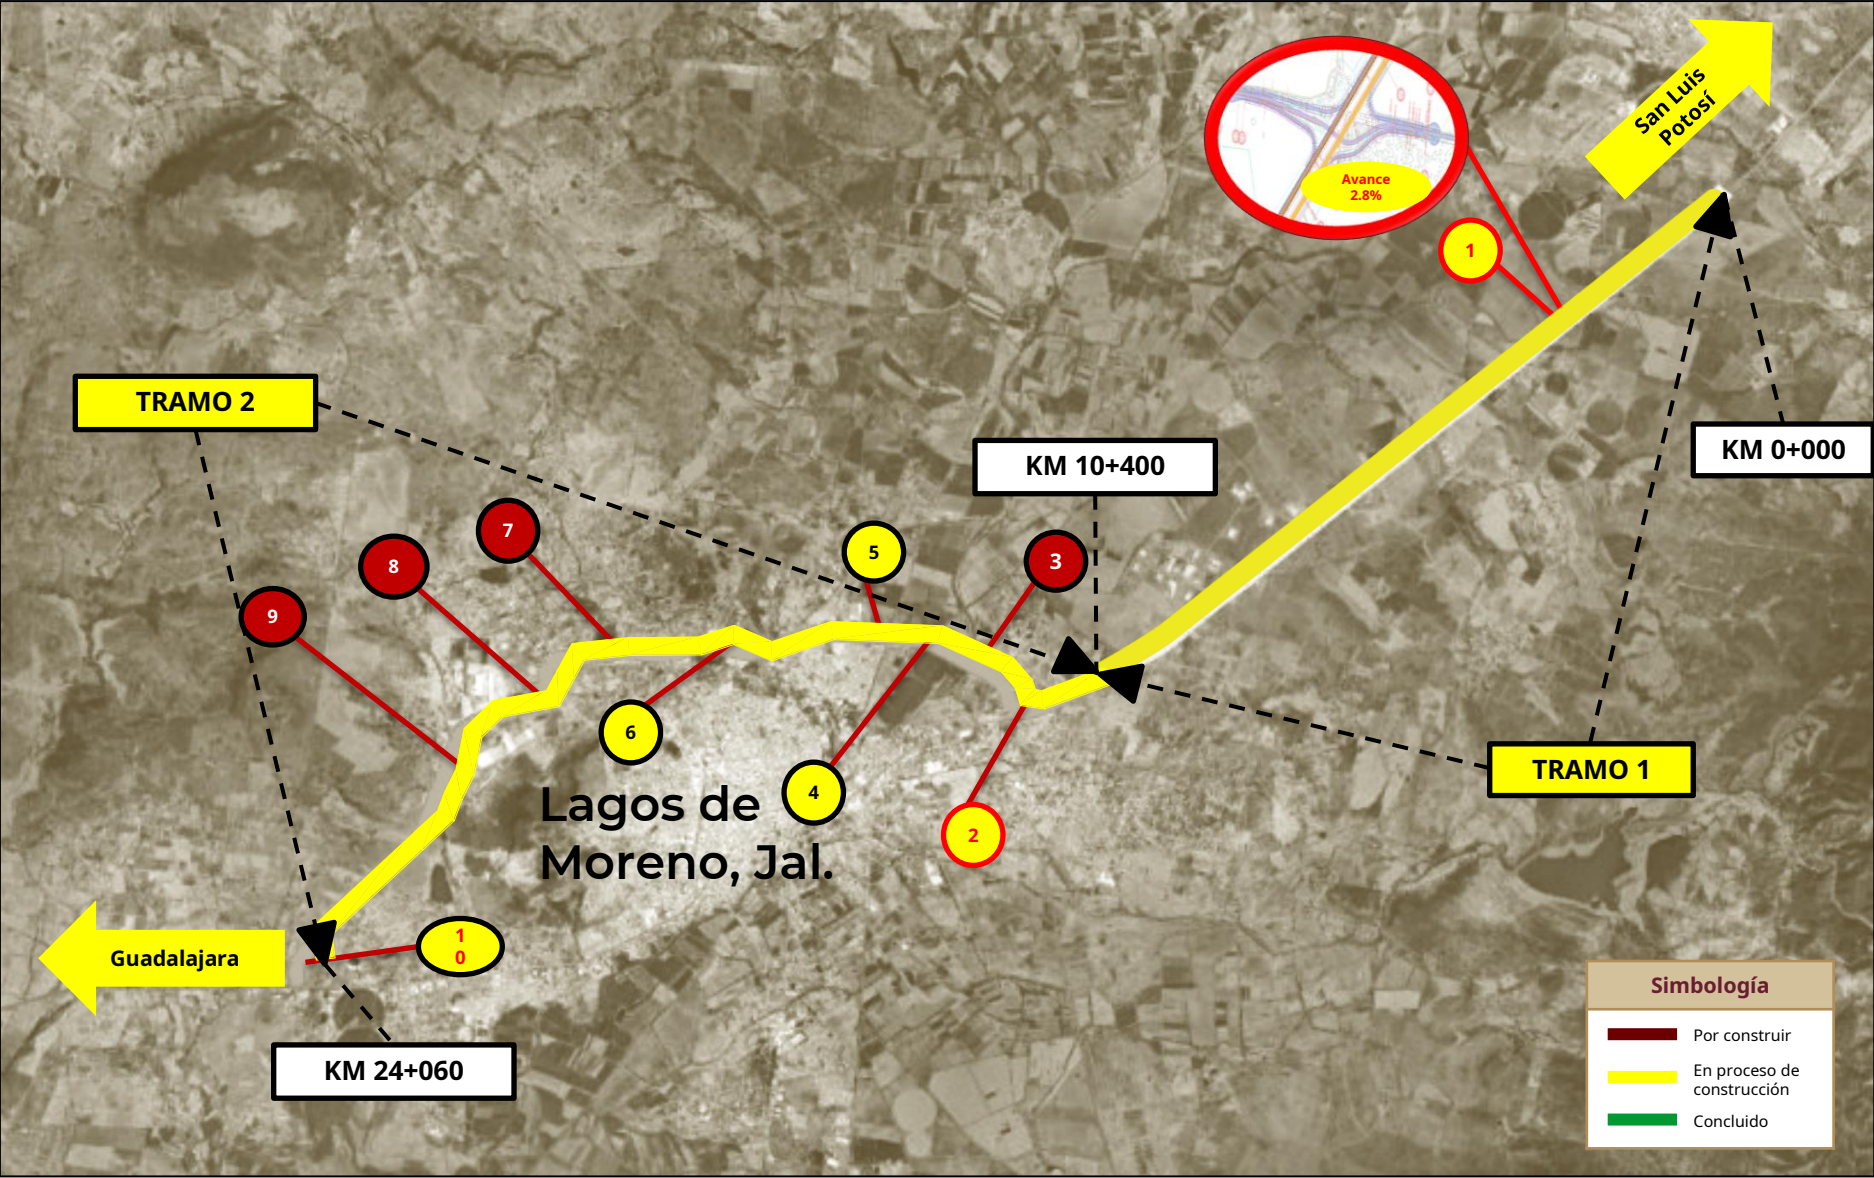 San Luis
Potosí
Avance
2.8%
1
TRAMO 2
KM 10+400
KM 0+000
7
5
3
8
9
6
TRAMO 1
4
Lagos de
Moreno, Jal.
2
1
0
Guadalajara
KM 24+060
Simbología
Por construir
En proceso de
construcción
Concluido